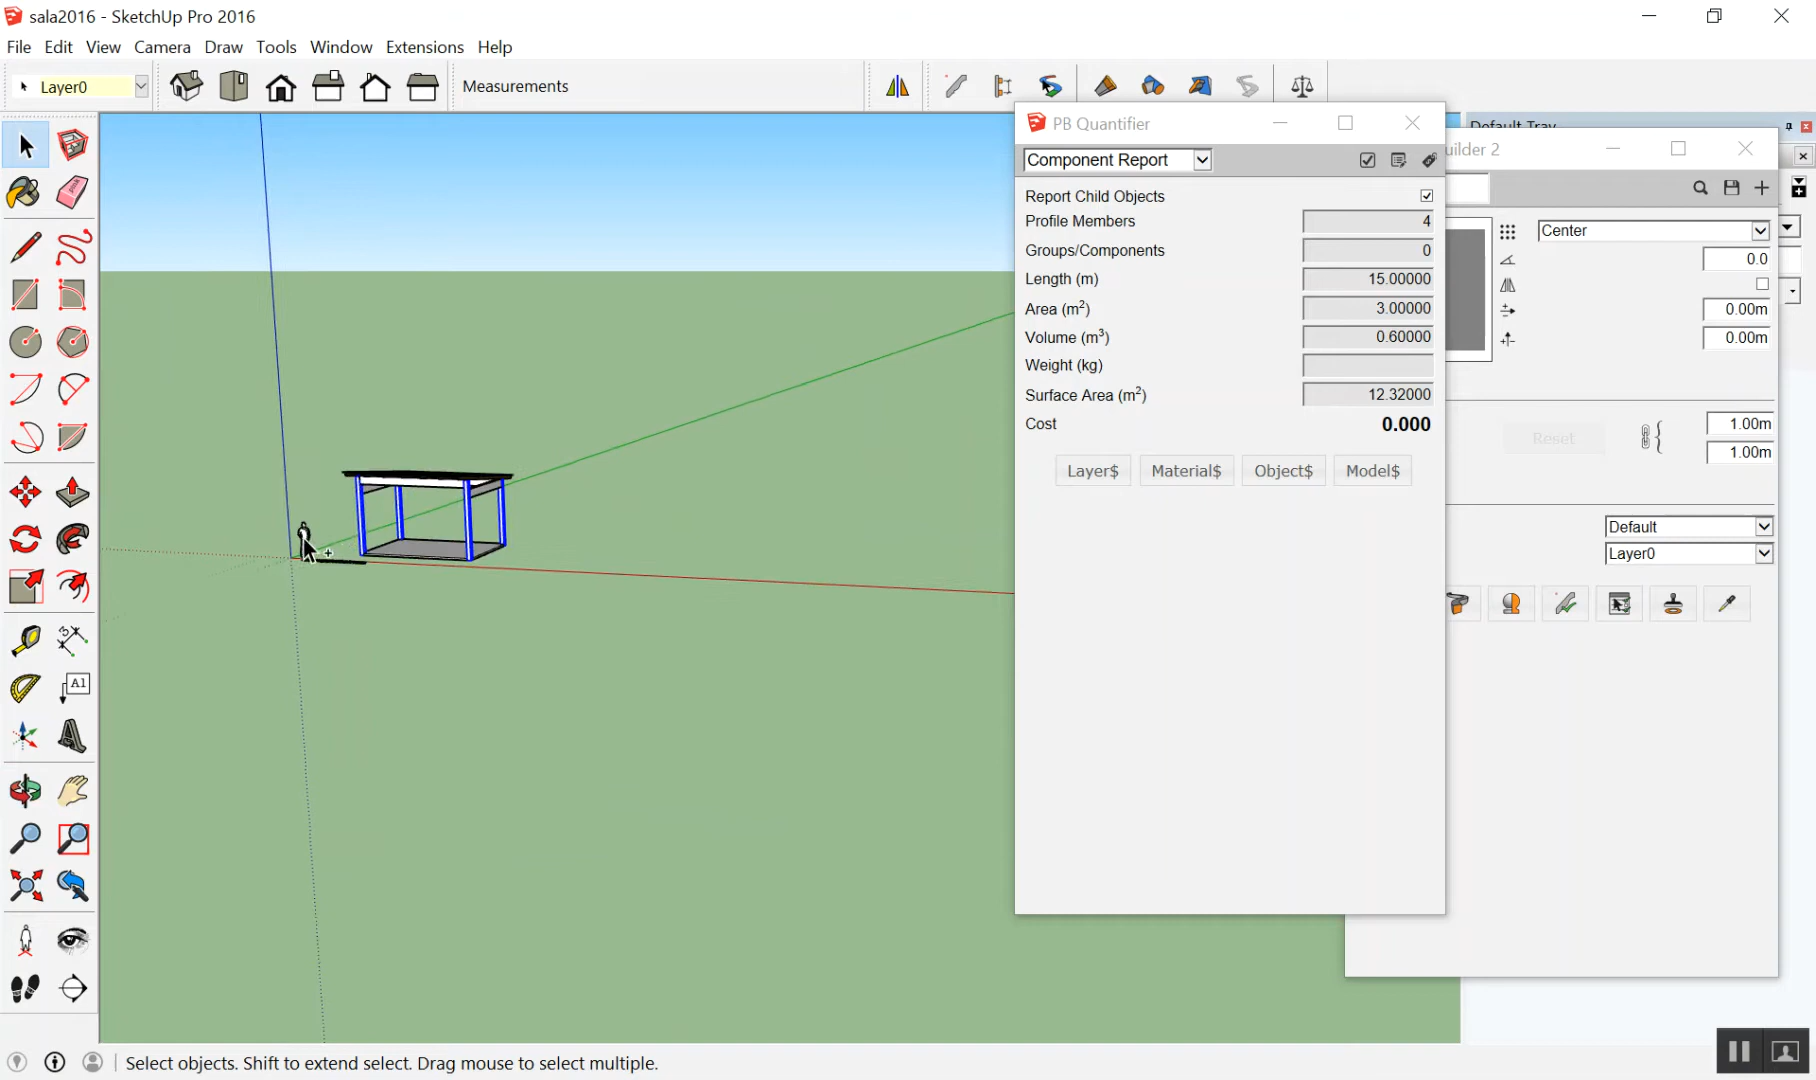 sala2016 - SketchUp Pro 2016
File Edit View Camera Draw Tools Window Extensions Help
Layer0
Measurements
PB Quantifier
Component Report
Report Child Objects
Profile Members 4
Groups/Components 0
Length (m) 15.00000
Area (m²) 3.00000
Volume (m³) 0.60000
Weight (kg)
Surface Area (m²) 12.32000
Cost 0.000
Layer$ Material$ Object$ Model$
Default Tray
uilder 2
Center
0.0
0.00m
0.00m
Reset
1.00m
1.00m
Default
Layer0
A1
Select objects. Shift to extend select. Drag mouse to select multiple.